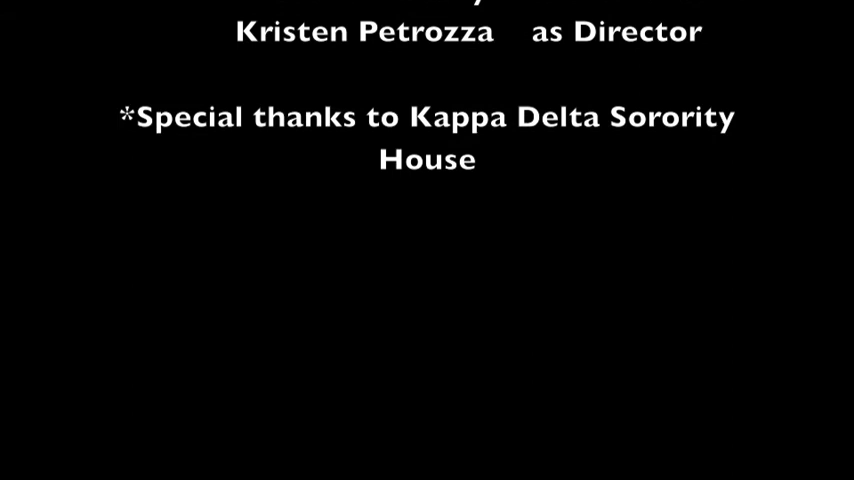 Kristen Petrozza as Director
*Special thanks to Kappa Delta Sorority
House